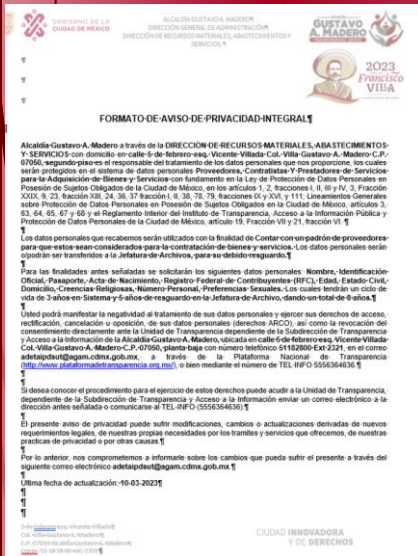 GOBIERNO DE LA
CIUDAD DE MÉXICO
ALCALDÍA GUSTAVO A. MADERO¶
DIRECCIÓN GENERAL DE ADMINISTRACIÓN¶
DIRECCIÓN DE RECURSOS MATERIALES, ABASTECIMIENTOS Y
SERVICIOS. ¶
GUSTAVO
A. MADERO
2023
Francisco
VILLA
FORMATO·DE·AVISO·DE·PRIVACIDAD·INTEGRAL¶
Alcaldía·Gustavo·A.·Madero a través de la DIRECCIÓN·DE·RECURSOS·MATERIALES,·ABASTECIMIENTOS·
Y·SERVICIOS·con domicilio en calle·5·de·febrero·esq.·Vicente·Villada·Col.·Villa·Gustavo·A.·Madero·C.P.·
07050,·segundo·piso·es el responsable del tratamiento de los datos personales que nos proporcione, los cuales
serán protegidos en el sistema de datos personales Proveedores,·Contratistas·Y·Prestadores·de·Servicios·
para·la·Adquisición·de·Bienes·y·Servicios·con fundamento en la Ley de Protección de Datos Personales en
Posesión de Sujetos Obligados de la Ciudad de México, en los artículos 1, 2, fracciones I, II, III y IV, 3, Fracción
XXIX, 9, 23, fracción XIII, 24, 36, 37 fracción I, II, 38, 78, 79, fracciones IX y XVI, y 111; Lineamientos Generales
sobre Protección de Datos Personales en Posesión de Sujetos Obligados en la Ciudad de México, artículos 3,
63, 64, 65, 67 y 68 y el Reglamento Interior del Instituto de Transparencia, Acceso a la Información Pública y
Protección de Datos Personales de la Ciudad de México, artículo 19, Fracción VII y 21, fracción VI. ¶
Los datos personales que recabemos serán utilizados con la finalidad de Contar·con·un·padrón·de·proveedores·
para·que·estos·sean·considerados·para·la·contratación·de·bienes·y·servicios.·Los datos personales serán
o/podrán ser transferidos a la Jefatura·de·Archivos,·para·su·debido·resguardo.¶
Para las finalidades antes señaladas se solicitarán los siguientes datos personales: Nombre,·Identificación·
Oficial,·Pasaporte,·Acta·de·Nacimiento,·Registro·Federal·de·Contribuyentes·(RFC),·Edad,·Estado·Civil,·
Domicilio,·Creencias·Religiosas,·Número·Personal,·Preferencias·Sexuales.·Los cuales tendrán un ciclo de
vida de 3·años·en·Sistema·y·5·años·de·resguardo·en·la·Jefatura·de·Archivo,·dando·un·total·de·8·años.¶
Usted podrá manifestar la negatividad al tratamiento de sus datos personales y ejercer sus derechos de acceso,
rectificación, cancelación u oposición, de sus datos personales (derechos ARCO), así como la revocación del
consentimiento directamente ante la Unidad de Transparencia dependiente de la Subdirección de Transparencia
y Acceso a la Información de la Alcaldía·Gustavo·A.·Madero, ubicada en calle·5·de·febrero·esq.·Vicente·Villada·
Col.·Villa·Gustavo·A.·Madero·C.P.·07050,·planta·baja con número telefónico 51182800·Ext·2321, en el correo
adetaipdsut@agam.cdmx.gob.mx,· a través de la Plataforma Nacional de Transparencia
(http://www.plataformadetransparencia.org.mx/), o bien mediante el número de TEL·INFO 5556364636.¶
Si desea conocer el procedimiento para el ejercicio de estos derechos puede acudir a la Unidad de Transparencia,
dependiente de la Subdirección de Transparencia y Acceso a la Información enviar un correo electrónico a la
dirección antes señalada o comunicarse al TEL-INFO (5556364636).¶
El presente aviso de privacidad puede sufrir modificaciones, cambios o actualizaciones derivadas de nuevos
requerimientos legales, de nuestras propias necesidades por los tramites y servicios que ofrecemos, de nuestras
practicas de privacidad o por otras causas ¶
Por lo anterior, nos comprometemos a informarle sobre los cambios que pueda sufrir el presente a través del
siguiente correo electrónico adetaipdsut@agam.cdmx.gob.mx ¶
Ultima fecha de actualización:·10-03-2023¶
5 de febrero esq. Vicente Villada¶
Col. Villa Gustavo A. Madero¶
C.P. 07050 Alcaldía Gustavo A. Madero¶
CIUDAD INNOVADORA
Y DE DERECHOS